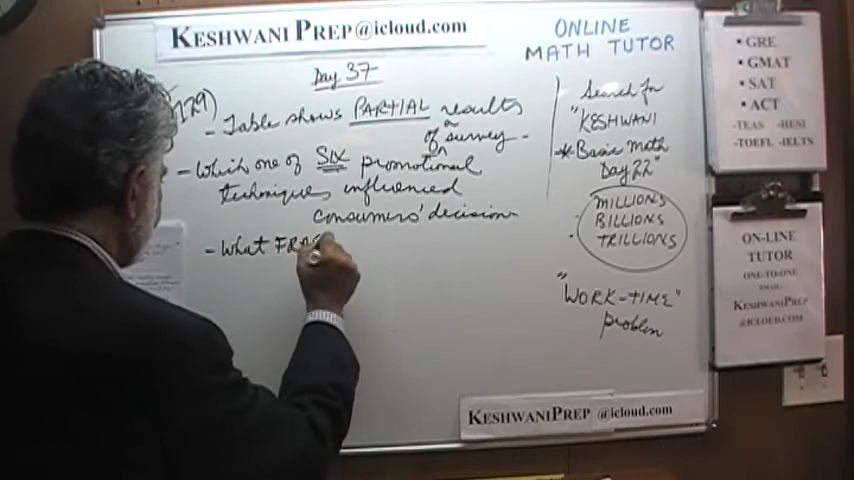 KESHWANIPREP@icloud.com
ONLINE
MATH TUTOR
Day 37
129)
- Table shows PARTIAL results
of a survey -
- Which one of SIX promotional
techniques influenced
consumers' decision
- What FRA
Search for
"KESHWANI
-* Basic Math
Day 22"
MILLIONS
BILLIONS
TRILLIONS
"WORK-TIME"
problem
KESHWANIPREP @icloud.com
• GRE
• GMAT
• SAT
• ACT
-TEAS -HESI
-TOEFL -IELTS
ON-LINE
TUTOR
ONE-TO-ONE
EMAIL:
KESHWANIPREP
@ICLOUD.COM